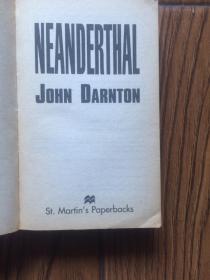 NEANDERTHAL
JOHN DARNTON
St. Martin's Paperbacks